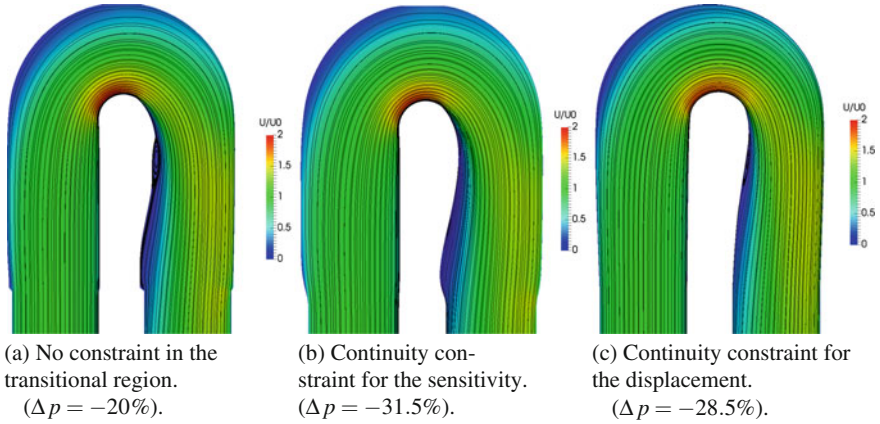 U/U0
2
1.5
1
0.5
0
U/U0
2
1.5
1
0.5
0
U/U0
2
1.5
1
0.5
0
(a) No constraint in the
transitional region.
(Δp = −20%).
(b) Continuity con-
straint for the sensitivity.
(Δp = −31.5%).
(c) Continuity constraint for
the displacement.
(Δp = −28.5%).